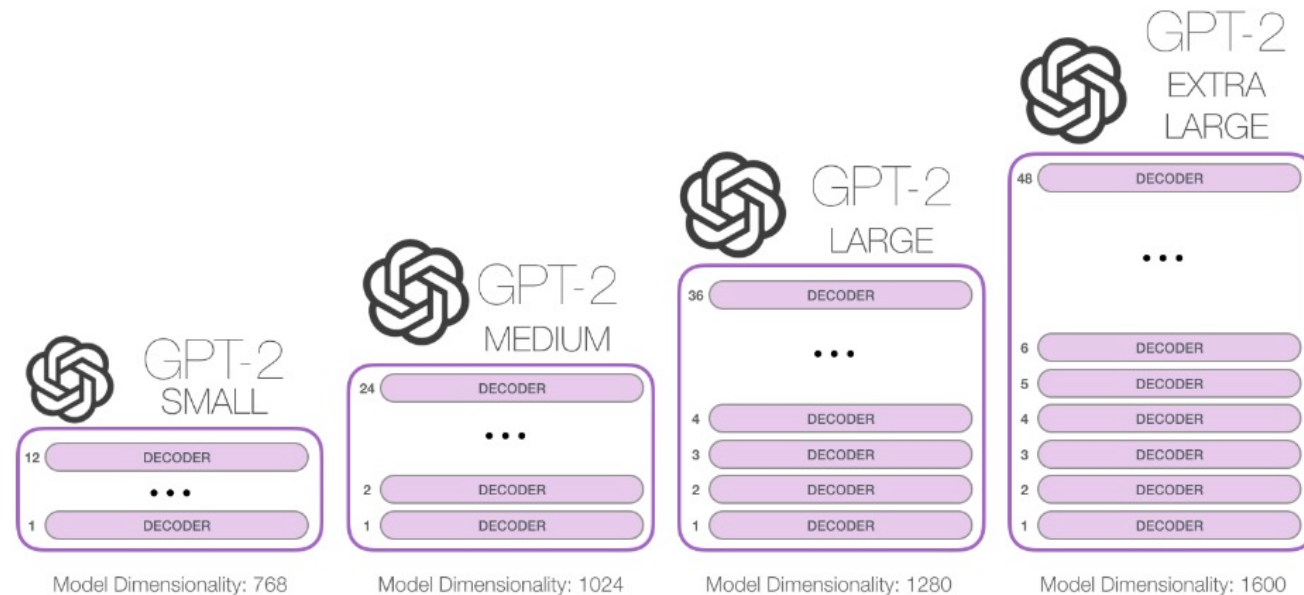 GPT-2
SMALL
12 DECODER
1 DECODER
Model Dimensionality: 768
GPT-2
MEDIUM
24 DECODER
2 DECODER
1 DECODER
Model Dimensionality: 1024
GPT-2
LARGE
36 DECODER
4 DECODER
3 DECODER
2 DECODER
1 DECODER
Model Dimensionality: 1280
GPT-2
EXTRA
LARGE
48 DECODER
6 DECODER
5 DECODER
4 DECODER
3 DECODER
2 DECODER
1 DECODER
Model Dimensionality: 1600